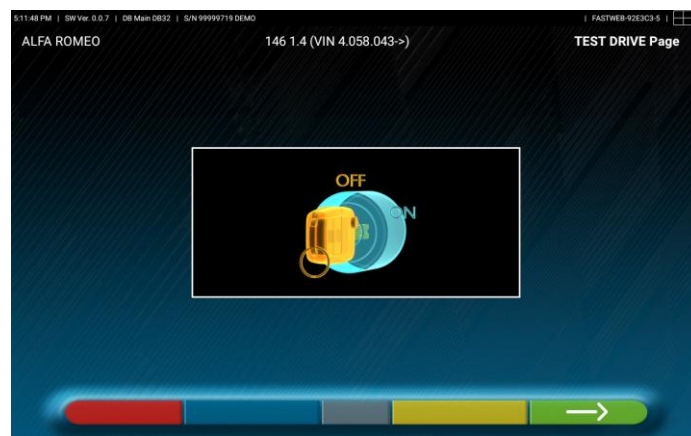 5:11:48 PM | SW Ver. 0.0.7 | DB Main DB32 | S/N 99999719 DEMO | FASTWEB-92E3C3-5 |
ALFA ROMEO 146 1.4 (VIN 4.058.043->) TEST DRIVE Page
OFF
ON